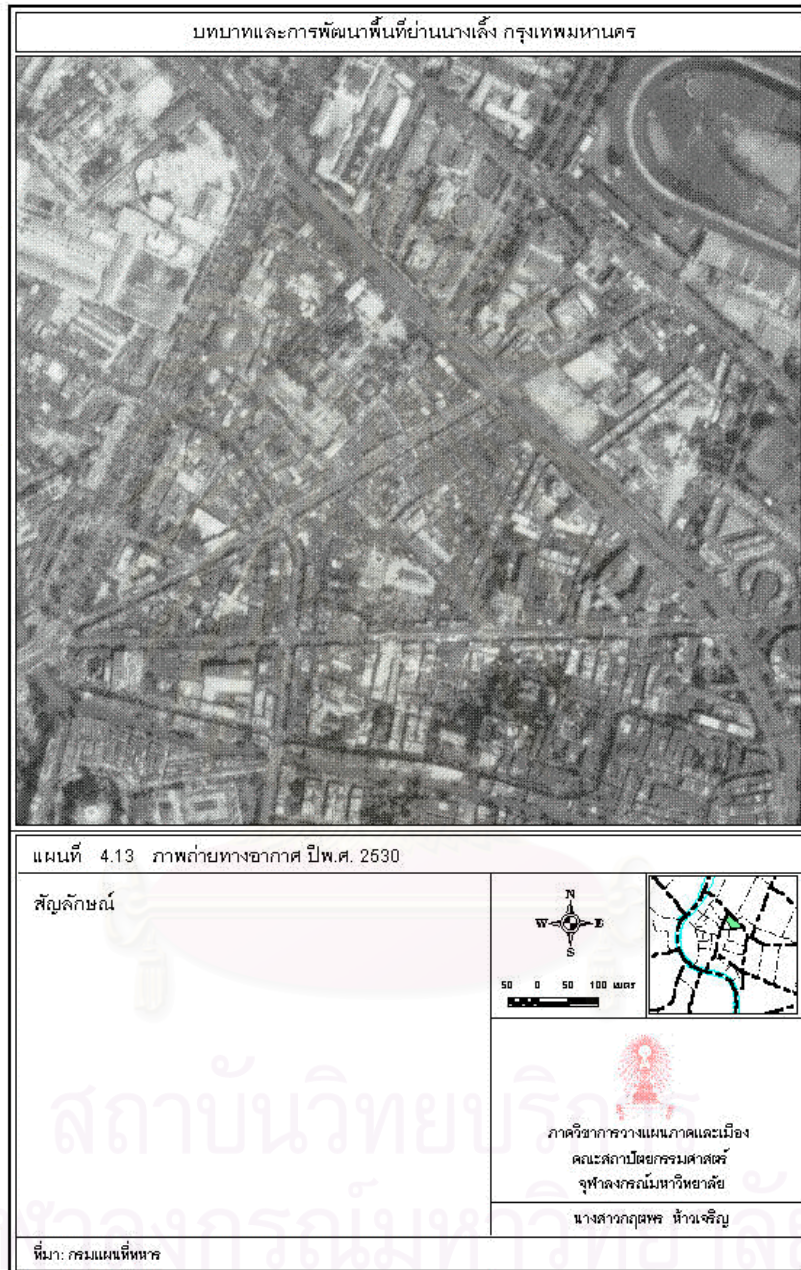 บทบาทและการพัฒนาพื้นที่ย่านนางเลิ้ง กรุงเทพมหานคร
แผนที่ 4.13 ภาพถ่ายทางอากาศ ปีพ.ศ. 2530
สัญลักษณ์
N
W E
S
50 0 50 100 เมตร
ภาควิชาการวางแผนภาคและเมือง
คณะสถาปัตยกรรมศาสตร์
จุฬาลงกรณ์มหาวิทยาลัย
นางสาวกฤตพร ห้าวเจริญ
ที่มา: กรมแผนที่ทหาร
สถาบันวิทยบริการ
จุฬาลงกรณ์มหาวิทยาลัย